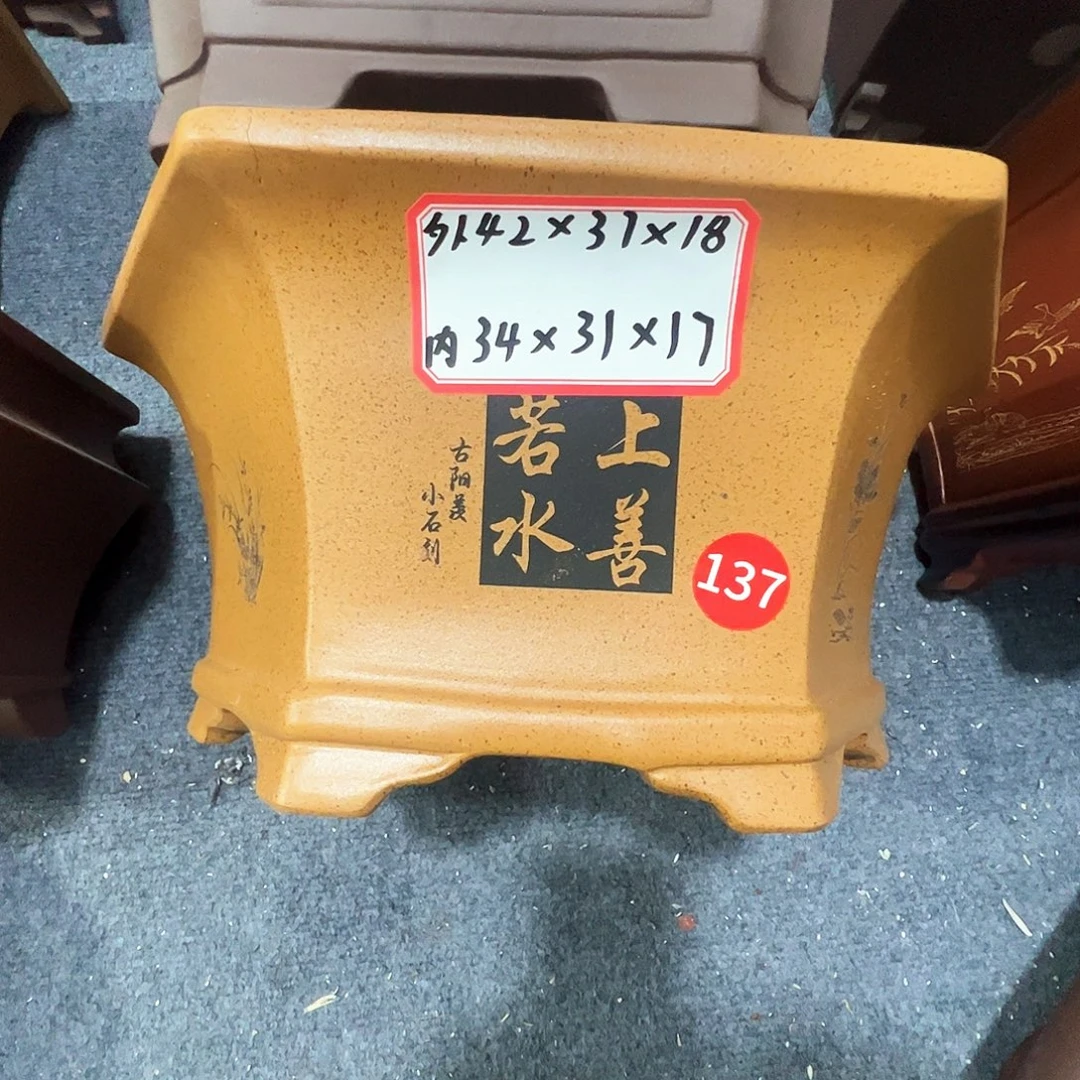 外42×37×18
内34×31×17
上善
若水
古阳羡
小石刻
137